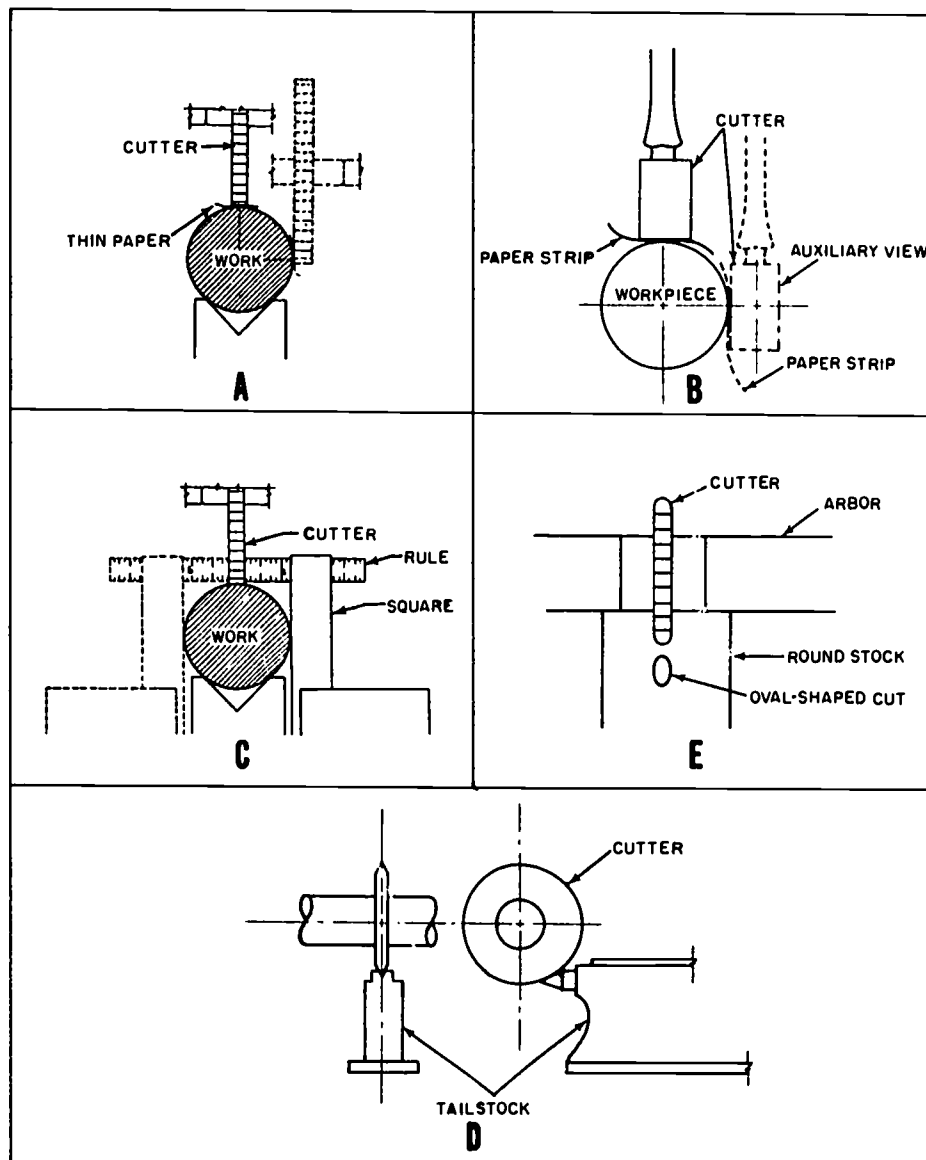 CUTTER
THIN PAPER
WORK
A
CUTTER
PAPER STRIP
AUXILIARY VIEW
WORKPIECE
PAPER STRIP
B
CUTTER
RULE
SQUARE
WORK
C
CUTTER
ARBOR
ROUND STOCK
OVAL-SHAPED CUT
E
CUTTER
TAILSTOCK
D